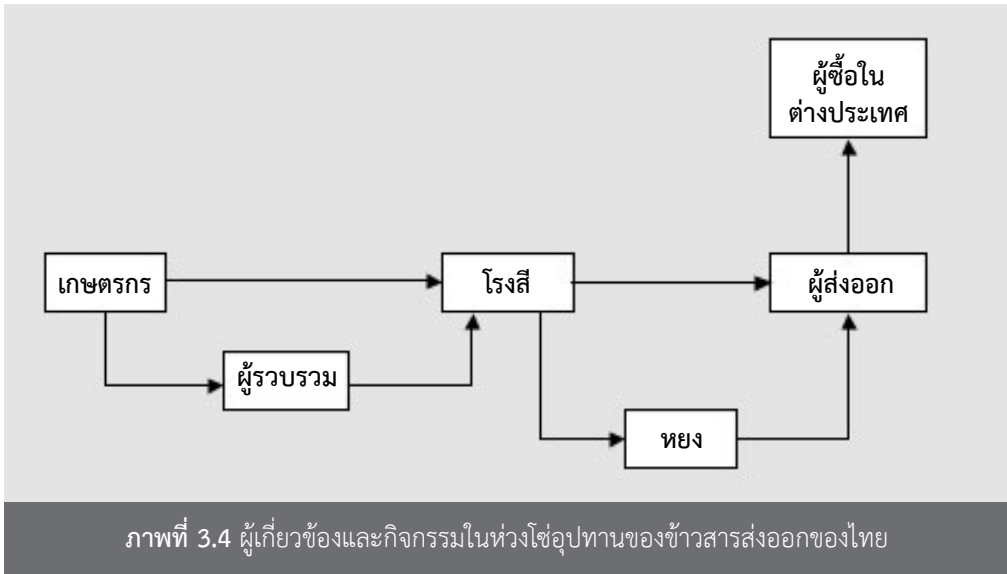 ผู้ซื้อใน
ต่างประเทศ
เกษตรกร
โรงสี
ผู้ส่งออก
ผู้รวบรวม
หยง
ภาพที่ 3.4 ผู้เกี่ยวข้องและกิจกรรมในห่วงโซ่อุปทานของข้าวสารส่งออกของไทย